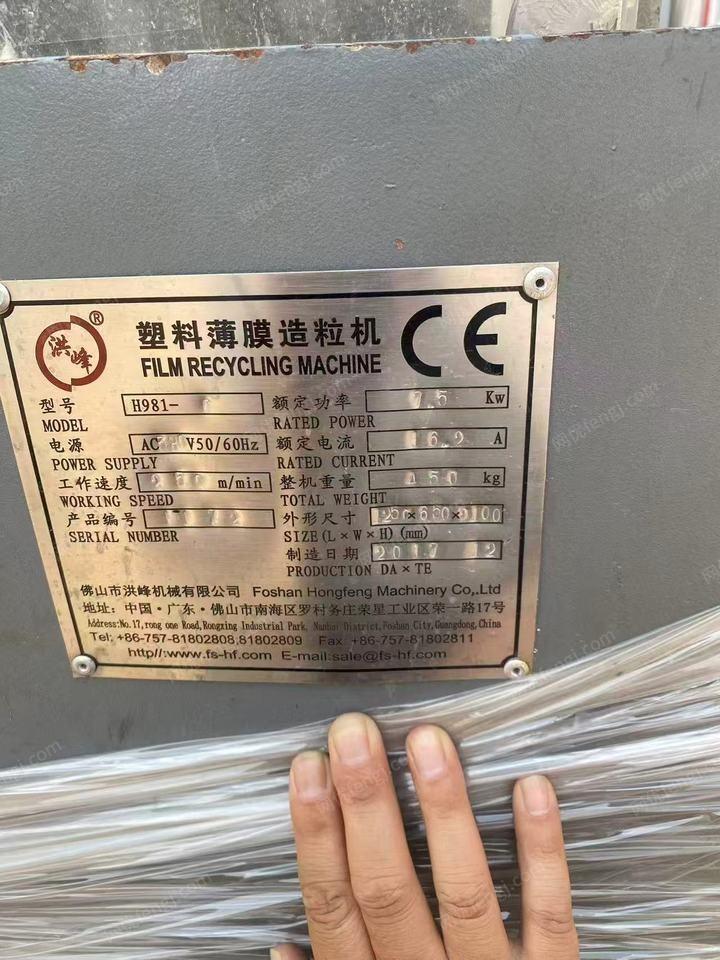 洪峰®
塑料薄膜造粒机 CE
FILM RECYCLING MACHINE
型号 H981- 额定功率 7.5 Kw
MODEL RATED POWER
电源 AC V50/60Hz 额定电流 16.2 A
POWER SUPPLY RATED CURRENT
工作速度 m/min 整机重量 450 kg
WORKING SPEED TOTAL WEIGHT
产品编号 外形尺寸
SERIAL NUMBER SIZE(L×W×H)(mm)
制造日期 2017 12
PRODUCTION DA×TE
佛山市洪峰机械有限公司 Foshan Hongfeng Machinery Co,.Ltd
地址: 中国·广东·佛山市南海区罗村务庄荣星工业区荣一路17号
Address:No.17,rong one Road,Rongxing Industrial Park, Nanhai District,Foshan City,Guangdong,China
Tel: +86-757-81802808,81802809 Fax: +86-757-81802811
http//:www.fs-hf.com E-mail:sale@fs-hf.com